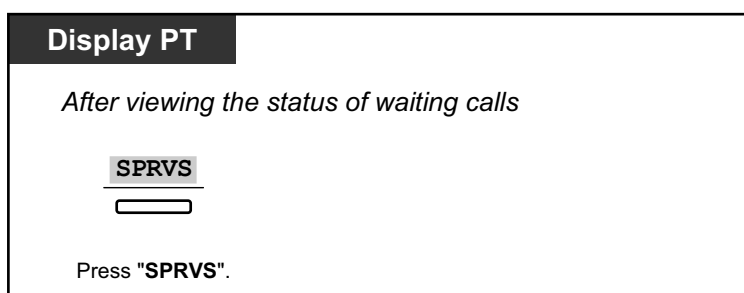 Display PT
After viewing the status of waiting calls
SPRVS
Press "SPRVS".